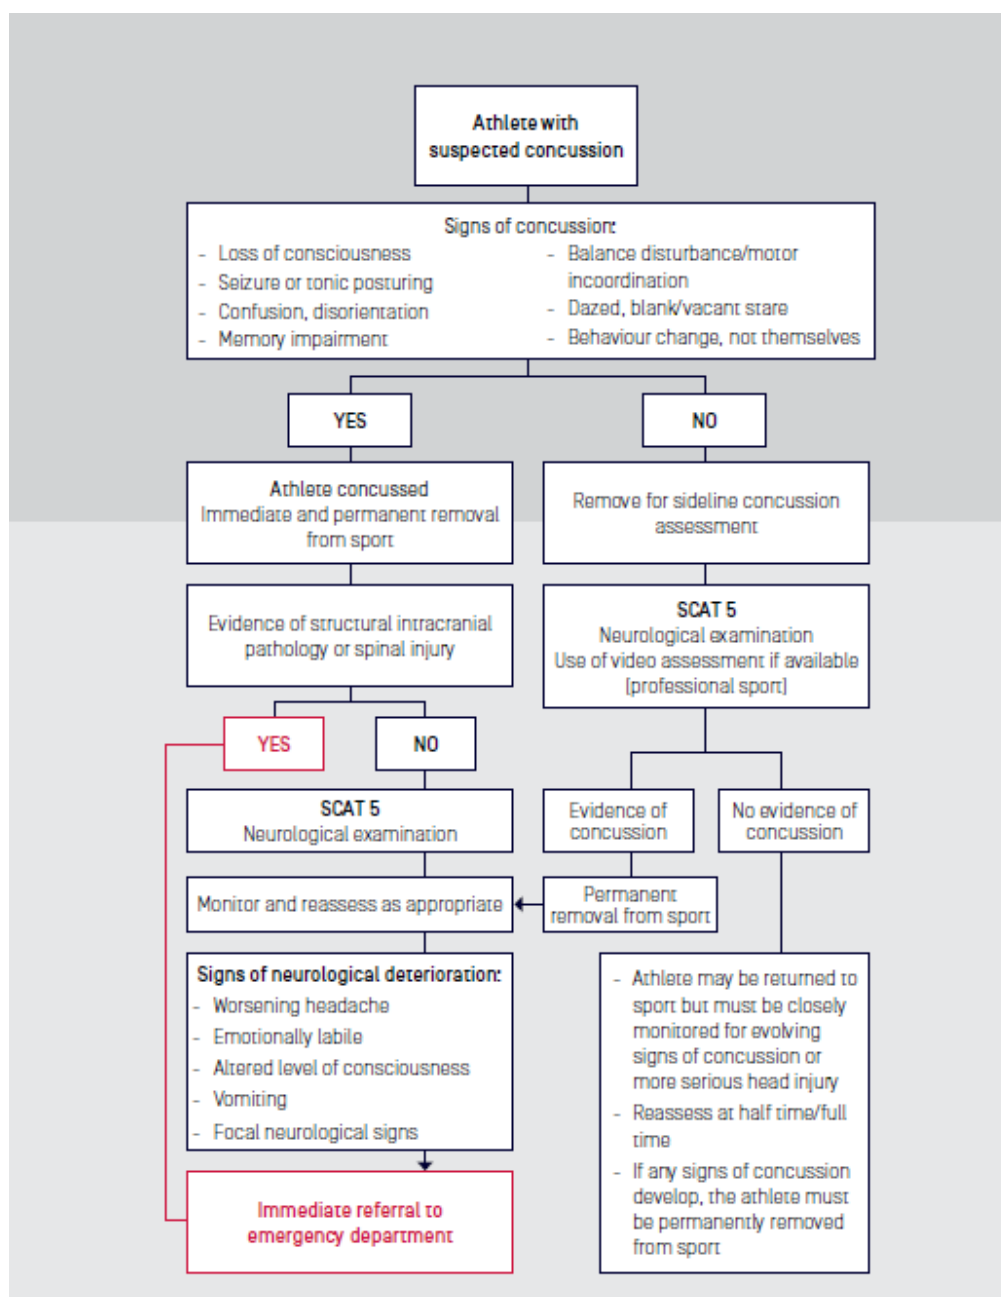 Athlete with
suspected concussion
Signs of concussion:
- Loss of consciousness
- Seizure or tonic posturing
- Confusion, disorientation
- Memory impairment
- Balance disturbance/motor
incoordination
- Dazed, blank/vacant stare
- Behaviour change, not themselves
YES
NO
Athlete concussed
Immediate and permanent removal
from sport
Remove for sideline concussion
assessment
Evidence of structural intracranial
pathology or spinal injury
SCAT 5
Neurological examination
Use of video assessment if available
(professional sport)
YES
NO
SCAT 5
Neurological examination
Evidence of
concussion
No evidence of
concussion
Monitor and reassess as appropriate
Permanent
removal from sport
Signs of neurological deterioration:
- Worsening headache
- Emotionally labile
- Altered level of consciousness
- Vomiting
- Focal neurological signs
- Athlete may be returned to
sport but must be closely
monitored for evolving
signs of concussion or
more serious head injury
- Reassess at half time/full
time
- If any signs of concussion
develop, the athlete must
be permanently removed
from sport
Immediate referral to
emergency department